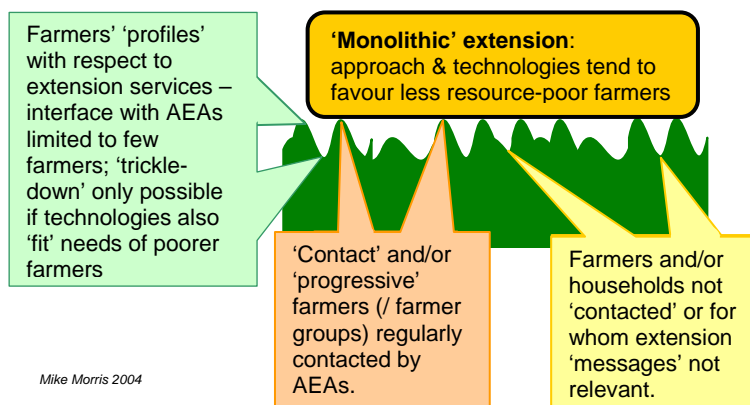 Farmers' 'profiles'
with respect to
extension services –
interface with AEAs
limited to few
farmers; 'trickle-
down' only possible
if technologies also
'fit' needs of poorer
farmers
'Monolithic' extension:
approach & technologies tend to
favour less resource-poor farmers
'Contact' and/or
'progressive'
farmers (/ farmer
groups) regularly
contacted by
AEAs.
Farmers and/or
households not
'contacted' or for
whom extension
'messages' not
relevant.
Mike Morris 2004